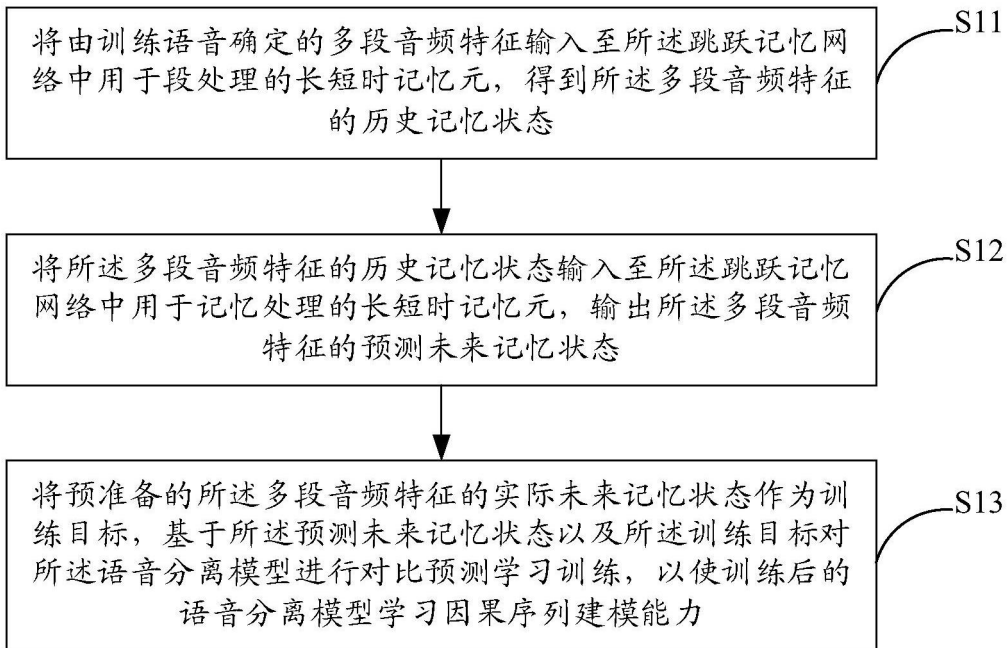 S11
将由训练语音确定的多段音频特征输入至所述跳跃记忆网
络中用于段处理的长短时记忆元，得到所述多段音频特征
的历史记忆状态
S12
将所述多段音频特征的历史记忆状态输入至所述跳跃记忆
网络中用于记忆处理的长短时记忆元，输出所述多段音频
特征的预测未来记忆状态
S13
将预准备的所述多段音频特征的实际未来记忆状态作为训
练目标，基于所述预测未来记忆状态以及所述训练目标对
所述语音分离模型进行对比预测学习训练，以使训练后的
语音分离模型学习因果序列建模能力